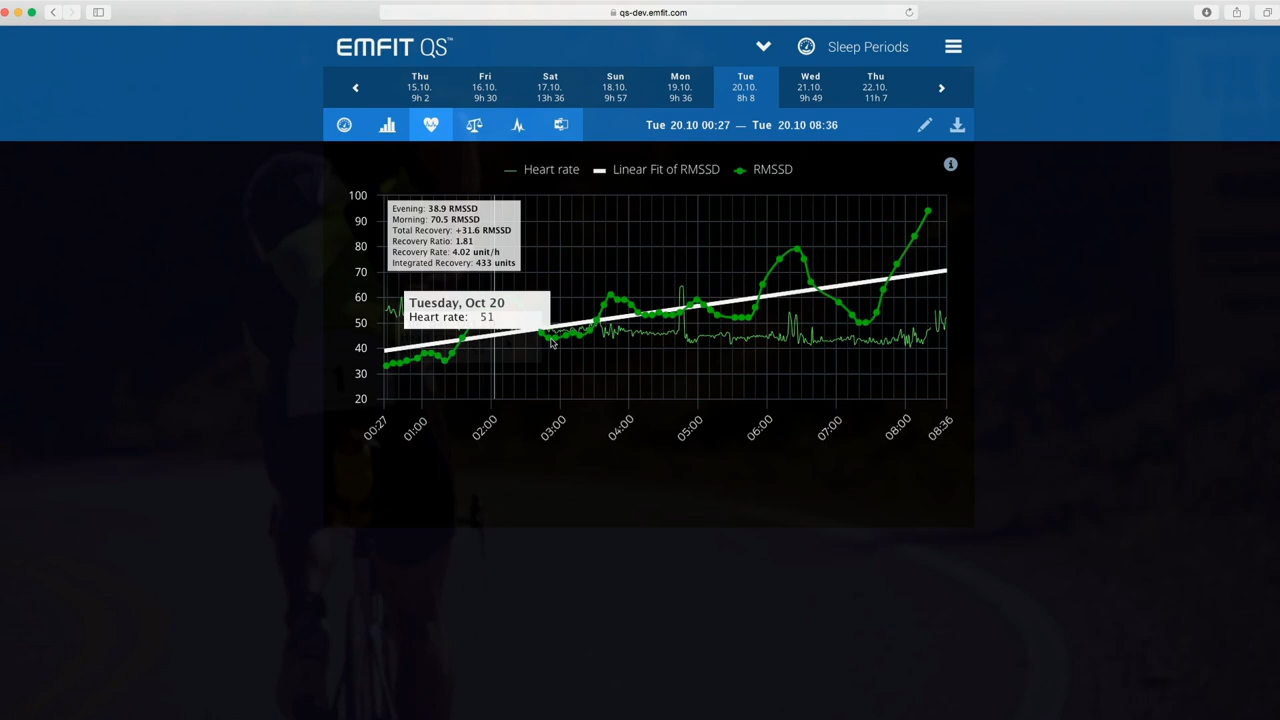 qs-dev.emfit.com
EMFIT QS™
Sleep Periods
Thu Fri Sat Sun Mon Tue Wed Thu
15.10. 16.10. 17.10. 18.10. 19.10. 20.10. 21.10. 22.10.
9h 2 9h 30 13h 36 9h 57 9h 36 8h 8 9h 49 11h 7
Tue 20.10 00:27 — Tue 20.10 08:36
Heart rate Linear Fit of RMSSD RMSSD
100
90
80
70
60
50
40
30
20
Evening: 38.9 RMSSD
Morning: 70.5 RMSSD
Total Recovery: +31.6 RMSSD
Recovery Ratio: 1.81
Recovery Rate: 4.02 unit/h
Integrated Recovery: 433 units
Tuesday, Oct 20
Heart rate: 51
00:27 01:00 02:00 03:00 04:00 05:00 06:00 07:00 08:00 08:36